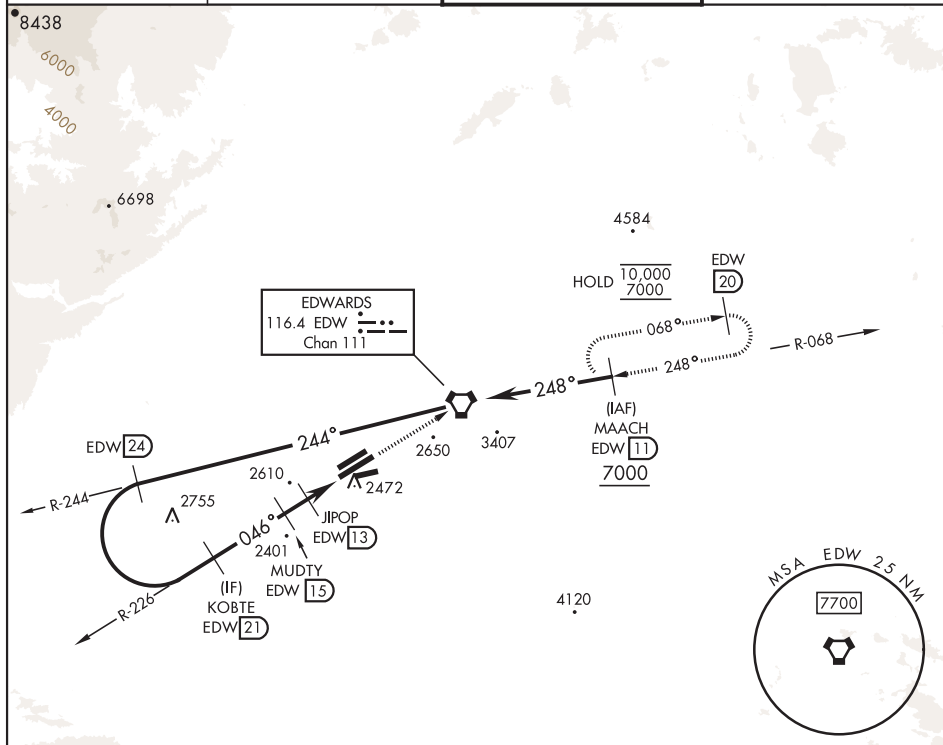 8438
6000
4000
6698
4584
HOLD 10,000
7000
EDW
20
EDWARDS
116.4 EDW
Chan 111
068°
R-068
248°
248°
(IAF)
MAACH
EDW 11
7000
244°
EDW 24
R-244
2650
3407
2610
2472
2755
JIPOP
EDW 13
046°
2401
MUDTY
EDW 15
(IF)
KOBTE
EDW 21
R-226
4120
MSA EDW 25 NM
7700